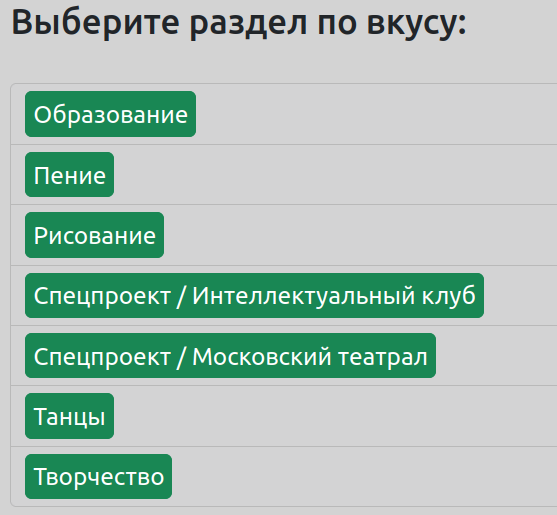 Выберите раздел по вкусу:
Образование
Пение
Рисование
Спецпроект / Интеллектуальный клуб
Спецпроект / Московский театрал
Танцы
Творчество